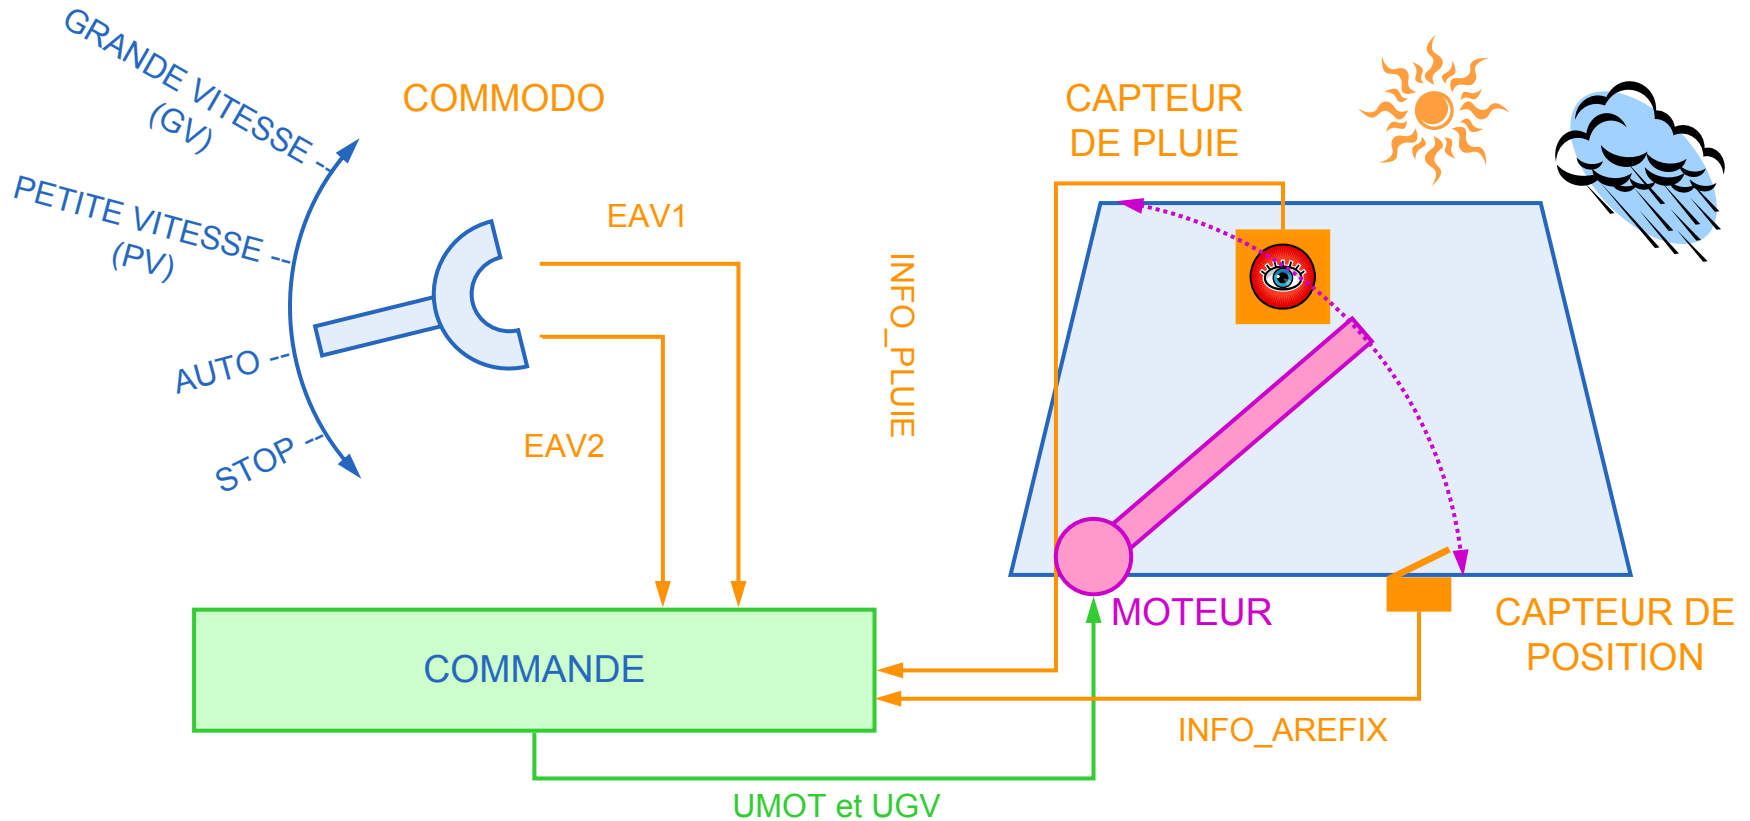 GRANDE VITESSE --
(GV)
COMMODO
CAPTEUR
DE PLUIE
PETITE VITESSE --
(PV)
EAV1
INFO_PLUIE
AUTO --
STOP --
EAV2
MOTEUR
CAPTEUR DE
POSITION
COMMANDE
INFO_AREFIX
UMOT et UGV